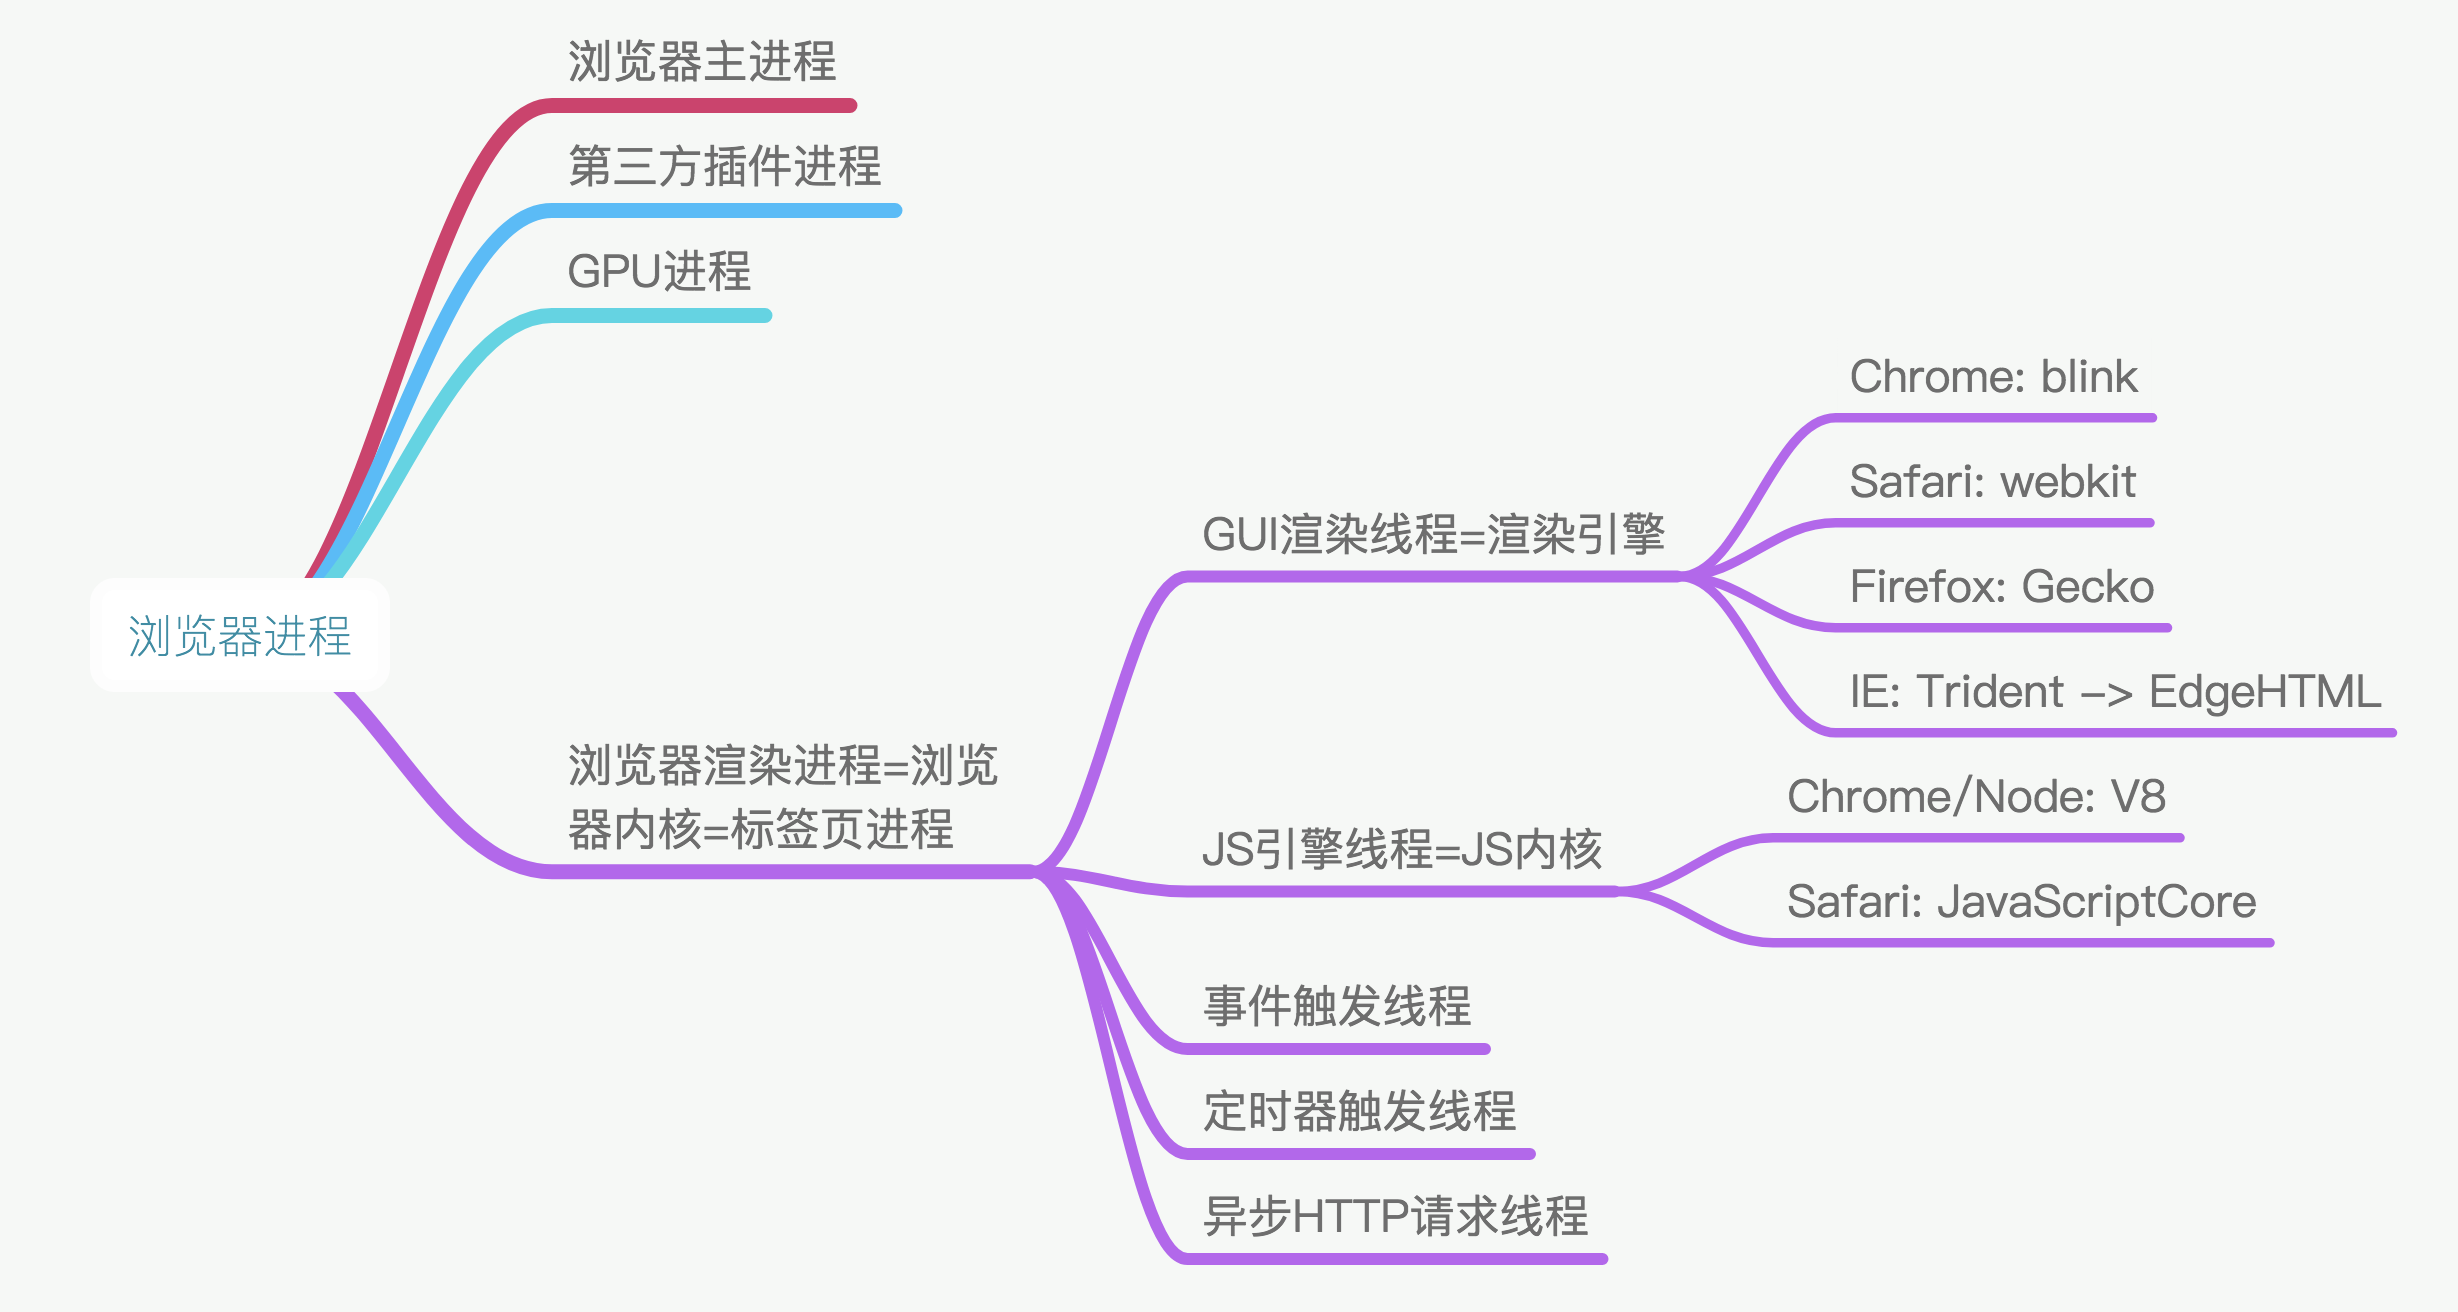 浏览器主进程
第三方插件进程
GPU进程
浏览器进程
浏览器渲染进程=浏览
器内核=标签页进程
GUI渲染线程=渲染引擎
Chrome: blink
Safari: webkit
Firefox: Gecko
IE: Trident -> EdgeHTML
JS引擎线程=JS内核
Chrome/Node: V8
Safari: JavaScriptCore
事件触发线程
定时器触发线程
异步HTTP请求线程